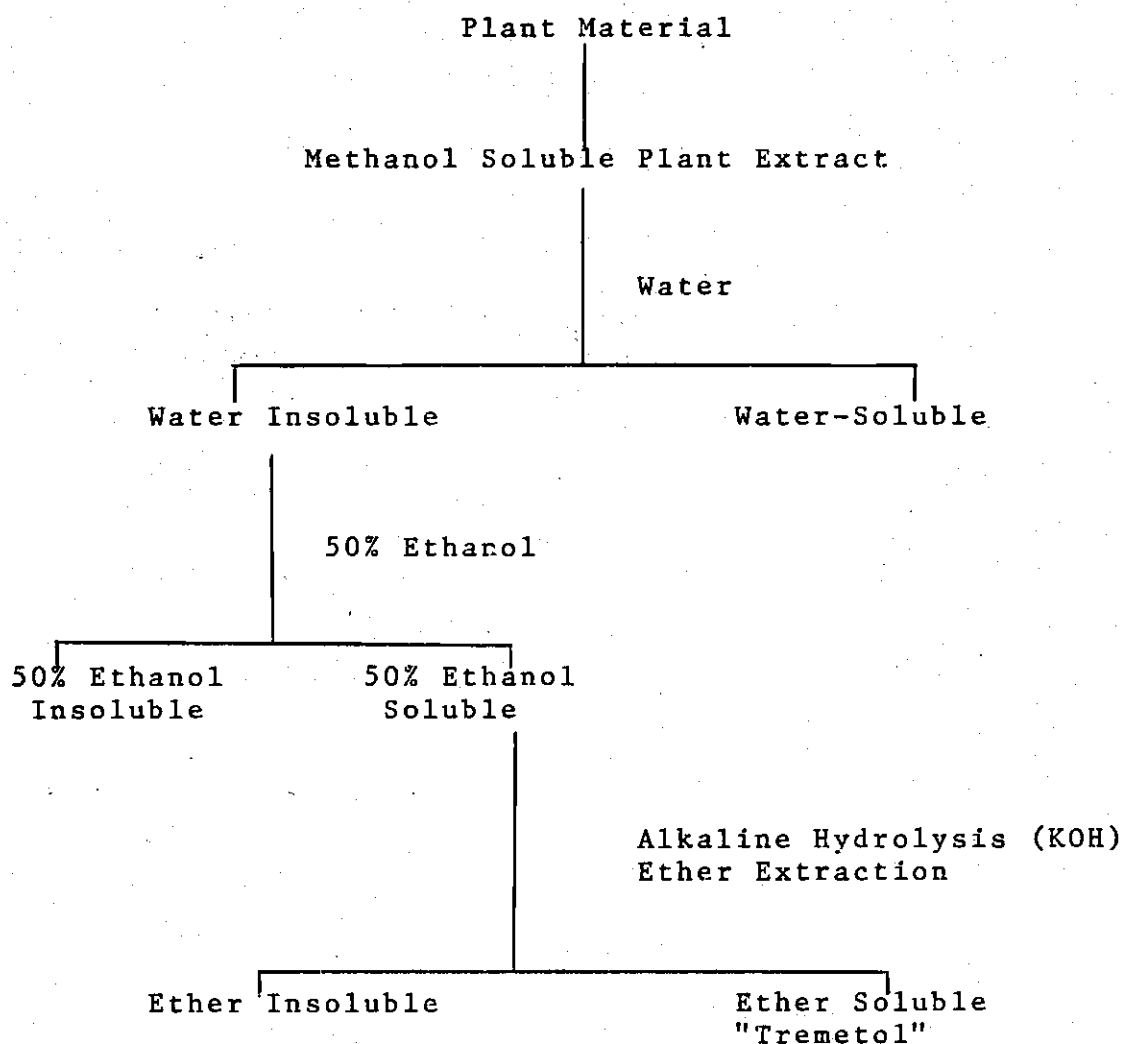 Plant Material
Methanol Soluble Plant Extract
Water
Water Insoluble
Water-Soluble
50% Ethanol
50% Ethanol
Insoluble
50% Ethanol
Soluble
Alkaline Hydrolysis (KOH)
Ether Extraction
Ether Insoluble
Ether Soluble
"Tremetol"